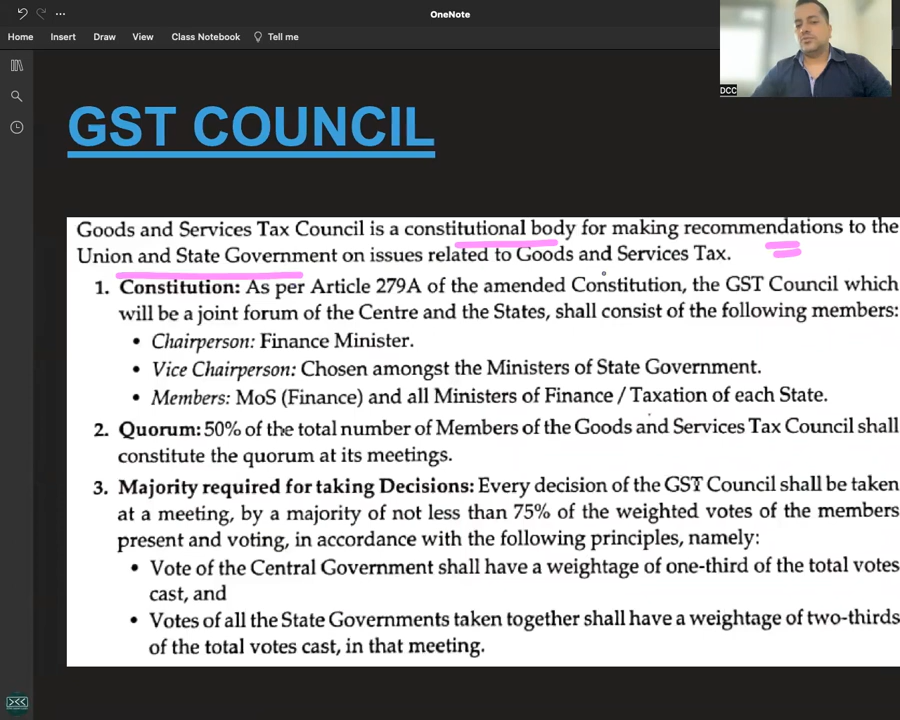 OneNote
Home Insert Draw View Class Notebook Tell me
DCC
GST COUNCIL
Goods and Services Tax Council is a constitutional body for making recommendations to the
Union and State Government on issues related to Goods and Services Tax.
1. Constitution: As per Article 279A of the amended Constitution, the GST Council which
will be a joint forum of the Centre and the States, shall consist of the following members:
• Chairperson: Finance Minister.
• Vice Chairperson: Chosen amongst the Ministers of State Government.
• Members: MoS (Finance) and all Ministers of Finance / Taxation of each State.
2. Quorum: 50% of the total number of Members of the Goods and Services Tax Council shall
constitute the quorum at its meetings.
3. Majority required for taking Decisions: Every decision of the GST Council shall be taken
at a meeting, by a majority of not less than 75% of the weighted votes of the members
present and voting, in accordance with the following principles, namely:
• Vote of the Central Government shall have a weightage of one-third of the total votes
cast, and
• Votes of all the State Governments taken together shall have a weightage of two-thirds
of the total votes cast, in that meeting.